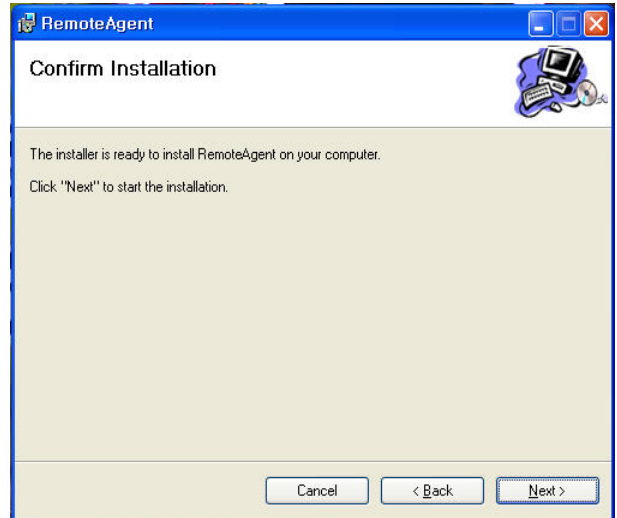 RemoteAgent
Confirm Installation
The installer is ready to install RemoteAgent on your computer.
Click "Next" to start the installation.
Cancel
< Back
Next >